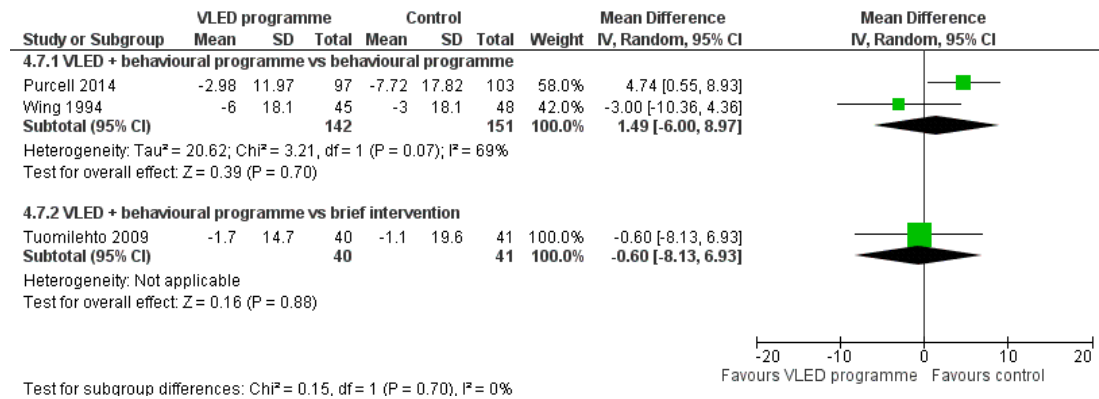 VLED programme Control Mean Difference Mean Difference
Study or Subgroup Mean SD Total Mean SD Total Weight IV, Random, 95% CI IV, Random, 95% CI
4.7.1 VLED + behavioural programme vs behavioural programme
Purcell 2014 -2.98 11.97 97 -7.72 17.82 103 58.0% 4.74 [0.55, 8.93]
Wing 1994 -6 18.1 45 -3 18.1 48 42.0% -3.00 [-10.36, 4.36]
Subtotal (95% CI) 142 151 100.0% 1.49 [-6.00, 8.97]
Heterogeneity: Tau² = 20.62; Chi² = 3.21, df = 1 (P = 0.07); I² = 69%
Test for overall effect: Z = 0.39 (P = 0.70)
4.7.2 VLED + behavioural programme vs brief intervention
Tuomilehto 2009 -1.7 14.7 40 -1.1 19.6 41 100.0% -0.60 [-8.13, 6.93]
Subtotal (95% CI) 40 41 100.0% -0.60 [-8.13, 6.93]
Heterogeneity: Not applicable
Test for overall effect: Z = 0.16 (P = 0.88)
-20 -10 0 10 20
Favours VLED programme Favours control
Test for subgroup differences: Chi² = 0.15, df = 1 (P = 0.70), I² = 0%